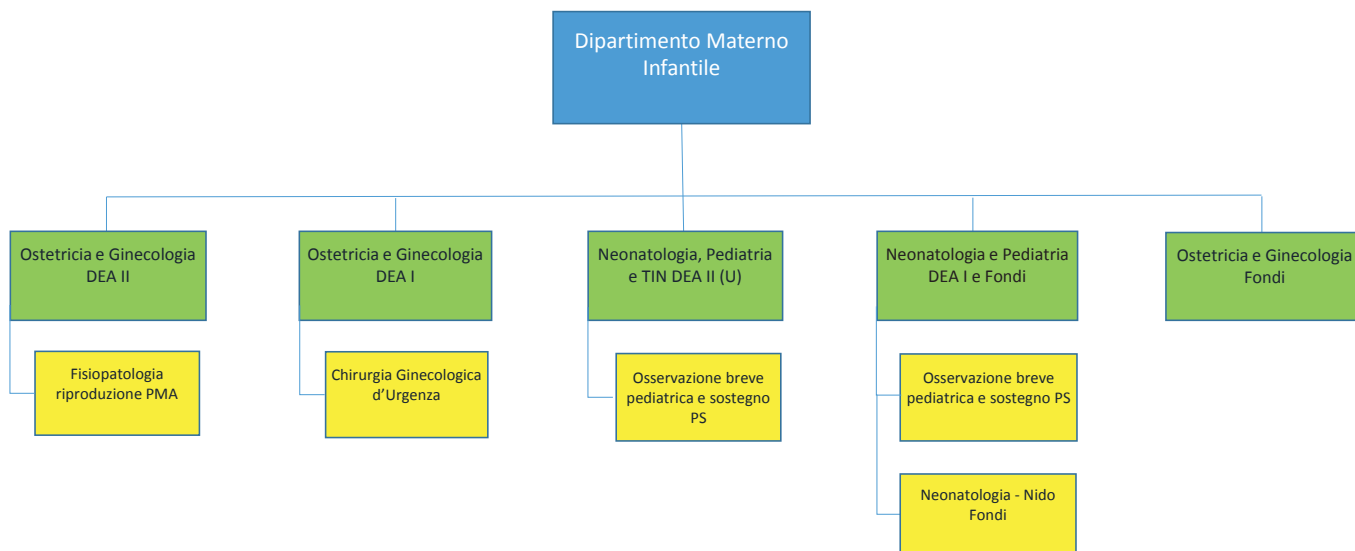 Dipartimento Materno
Infantile
Ostetricia e Ginecologia
DEA II
Ostetricia e Ginecologia
DEA I
Neonatologia, Pediatria
e TIN DEA II (U)
Neonatologia e Pediatria
DEA I e Fondi
Ostetricia e Ginecologia
Fondi
Fisiopatologia
riproduzione PMA
Chirurgia Ginecologica
d’Urgenza
Osservazione breve
pediatrica e sostegno
PS
Osservazione breve
pediatrica e sostegno PS
Neonatologia - Nido
Fondi